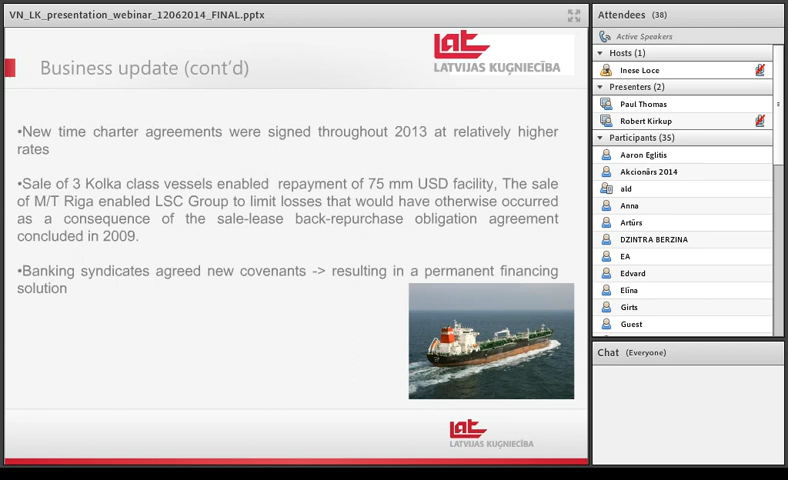 VN_LK_presentation_webinar_12062014_FINAL.pptx
Business update (cont'd)
Lat
LATVIJAS KUĢNIECĪBA
•New time charter agreements were signed throughout 2013 at relatively higher
rates
•Sale of 3 Kolka class vessels enabled repayment of 75 mm USD facility, The sale
of M/T Riga enabled LSC Group to limit losses that would have otherwise occurred
as a consequence of the sale-lease back-repurchase obligation agreement
concluded in 2009.
•Banking syndicates agreed new covenants -> resulting in a permanent financing
solution
Lat
LATVIJAS KUĢNIECĪBA
Attendees (38)
Active Speakers
Hosts (1)
Inese Loce
Presenters (2)
Paul Thomas
Robert Kirkup
Participants (35)
Aaron Eglitis
Akcionārs 2014
ald
Anna
Artūrs
DZINTRA BERZINA
EA
Edvard
Elīna
Girts
Guest
Chat (Everyone)